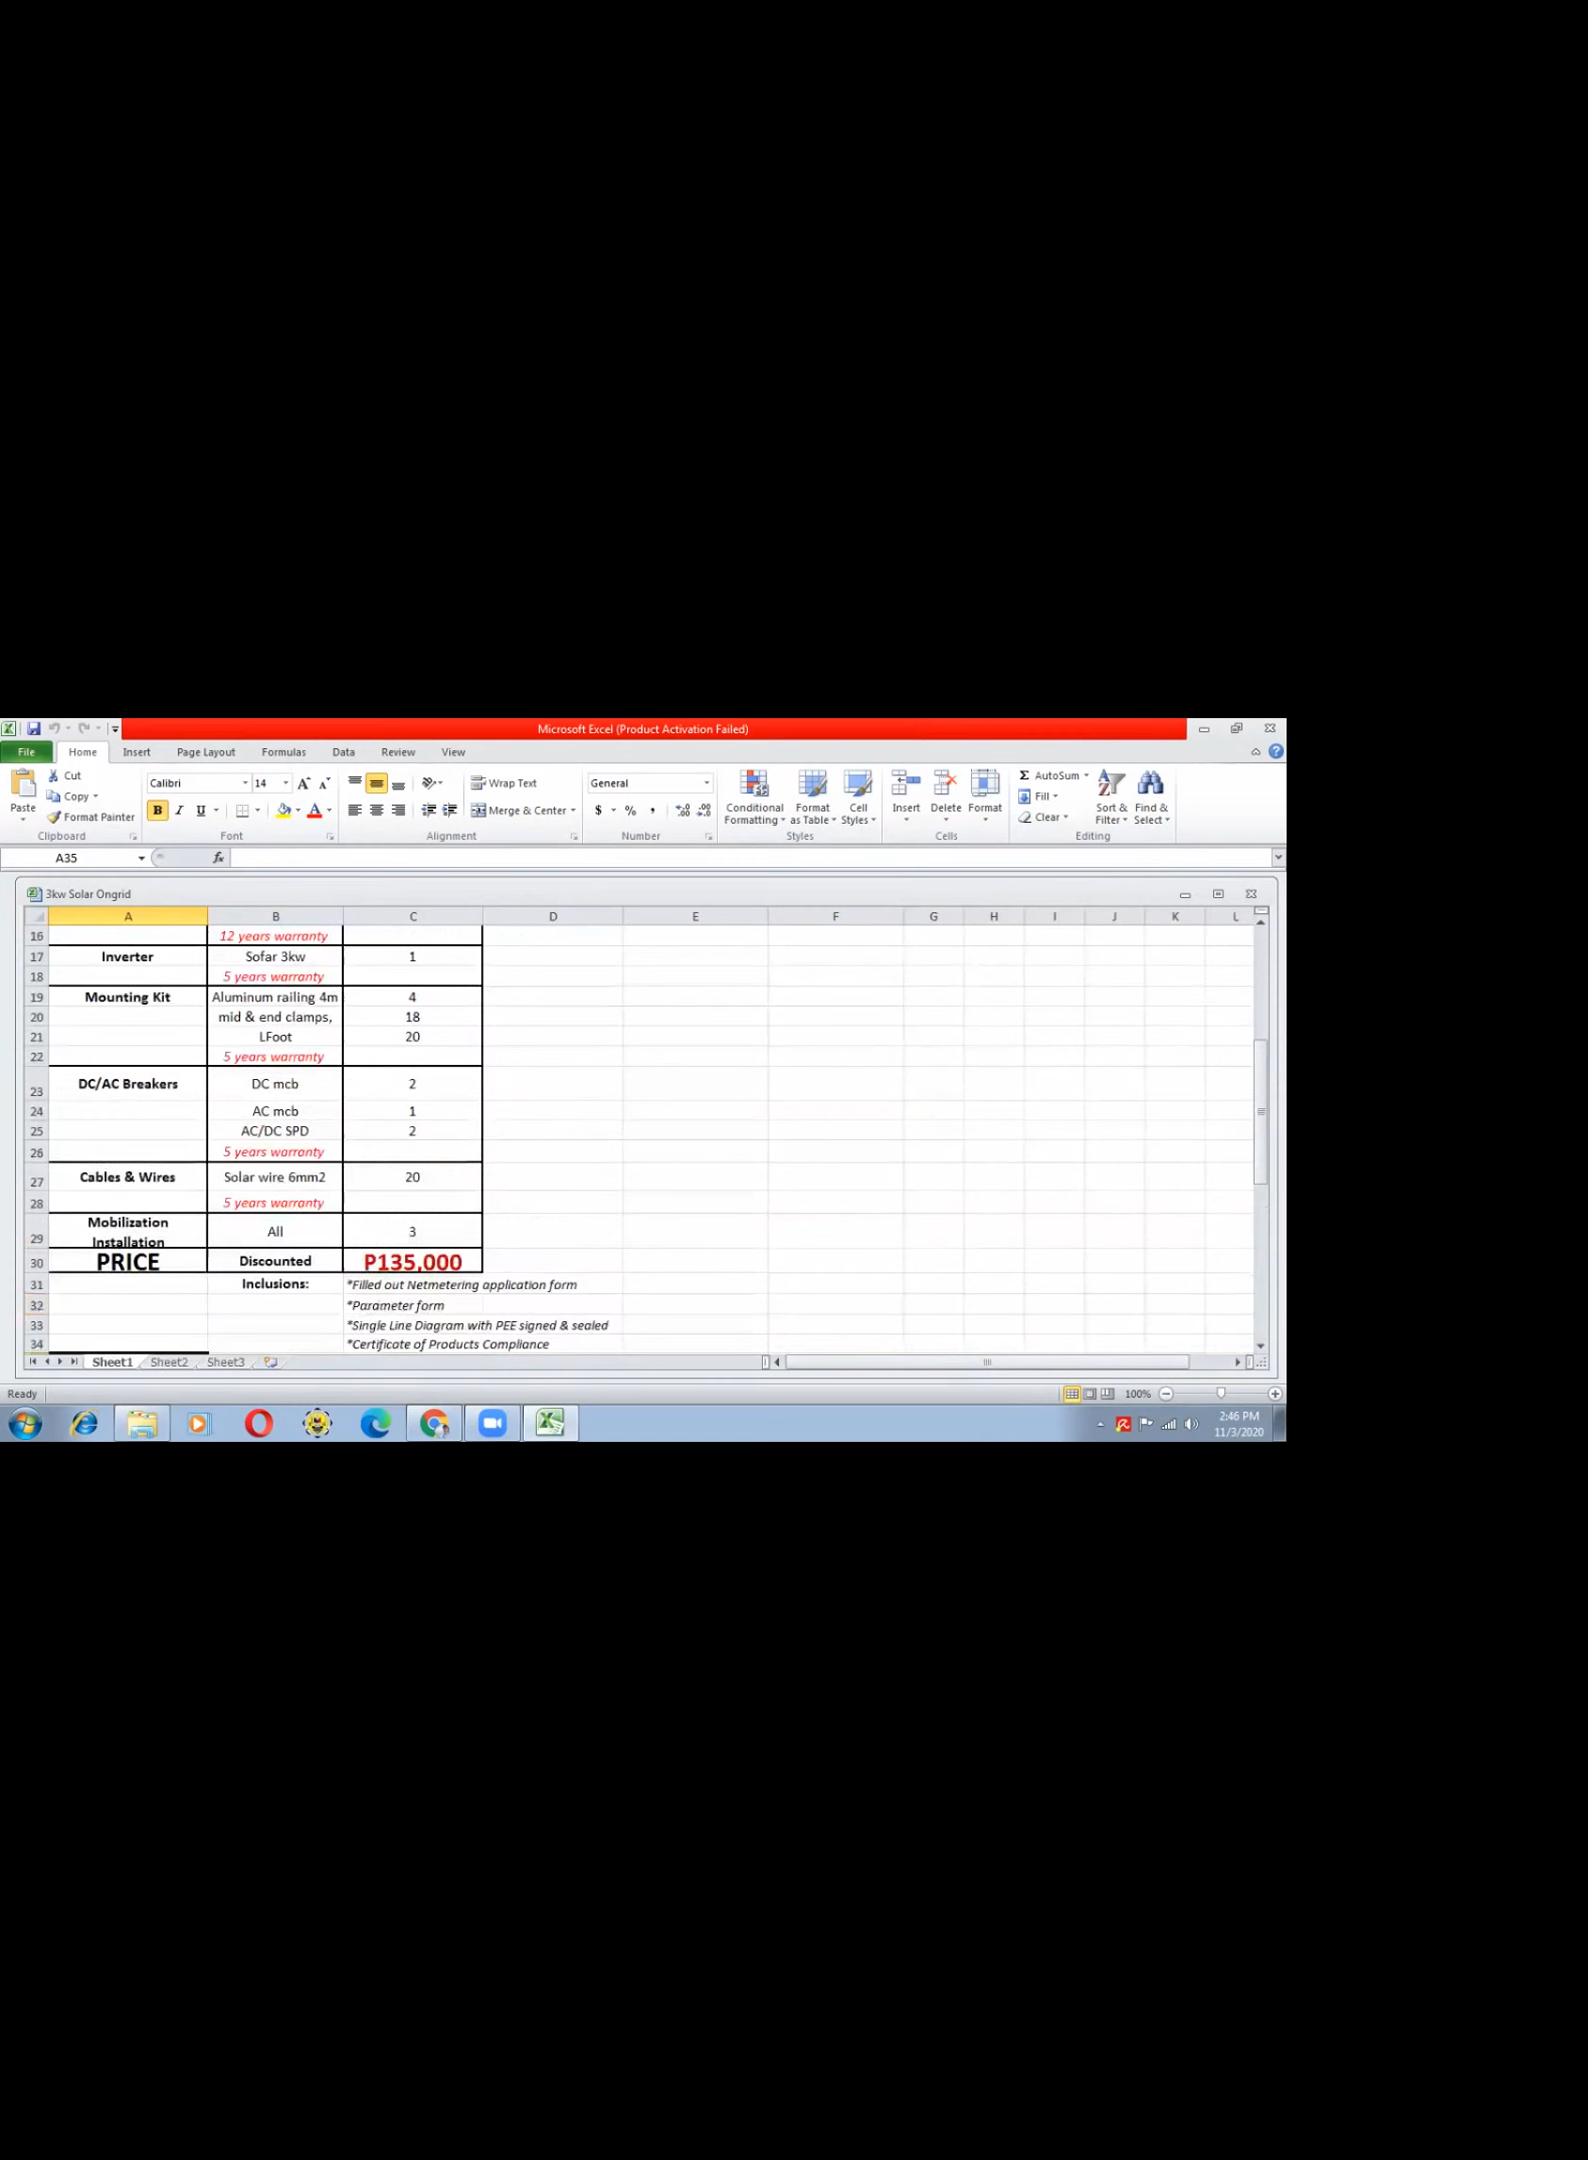 Microsoft Excel (Product Activation Failed)
File Home Insert Page Layout Formulas Data Review View
Cut
Copy
Format Painter
Paste
Clipboard
Calibri 14
B I U
Font
Wrap Text
Merge & Center
Alignment
General
$ % ,
Number
Conditional Formatting
Format as Table
Cell Styles
Styles
Insert Delete Format
Cells
Σ AutoSum
Fill
Clear
Sort & Filter
Find & Select
Editing
A35 fx
3kw Solar Ongrid
A B C D E F G H I J K L
16 12 years warranty
17 Inverter Sofar 3kw 1
18 5 years warranty
19 Mounting Kit Aluminum railing 4m 4
20 mid & end clamps, 18
21 LFoot 20
22 5 years warranty
23 DC/AC Breakers DC mcb 2
24 AC mcb 1
25 AC/DC SPD 2
26 5 years warranty
27 Cables & Wires Solar wire 6mm2 20
28 5 years warranty
29 Mobilization Installation All 3
30 PRICE Discounted P135,000
31 Inclusions: *Filled out Netmetering application form
32 *Parameter form
33 *Single Line Diagram with PEE signed & sealed
34 *Certificate of Products Compliance
Sheet1 Sheet2 Sheet3
Ready 100%
2:46 PM
11/3/2020